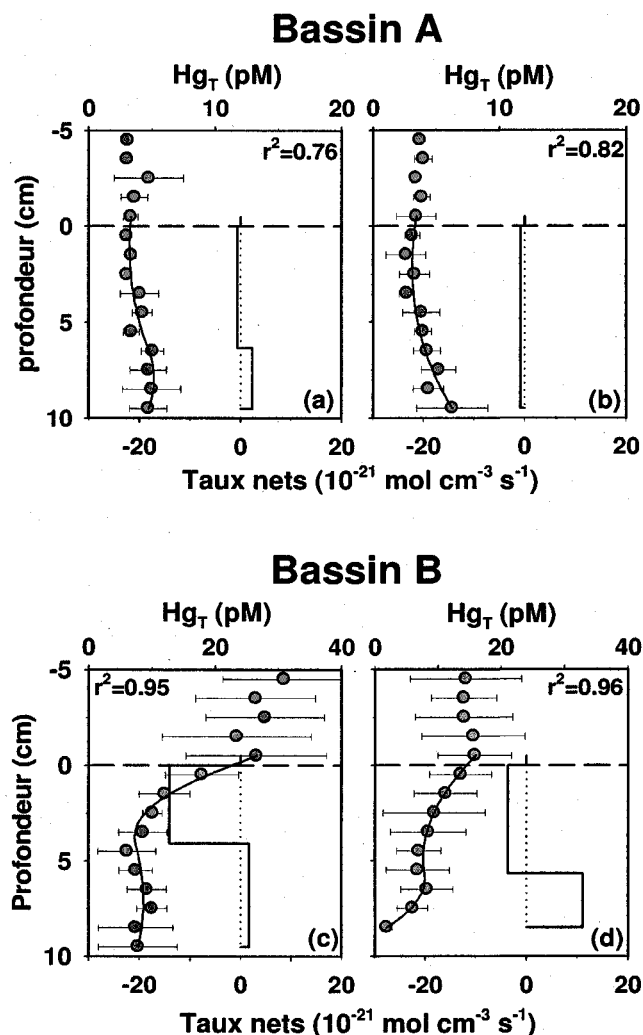 Bassin A
Hg_T (pM) Hg_T (pM)
0 10 20 0 10 20
-5
0
5
10
profondeur (cm)
r²=0.76 r²=0.82
(a) (b)
-20 0 20 -20 0 20
Taux nets (10⁻²¹ mol cm⁻³ s⁻¹)
Bassin B
Hg_T (pM) Hg_T (pM)
0 20 40 0 20 40
-5
0
5
10
Profondeur (cm)
r²=0.95 r²=0.96
(c) (d)
-20 0 20 -20 0 20
Taux nets (10⁻²¹ mol cm⁻³ s⁻¹)